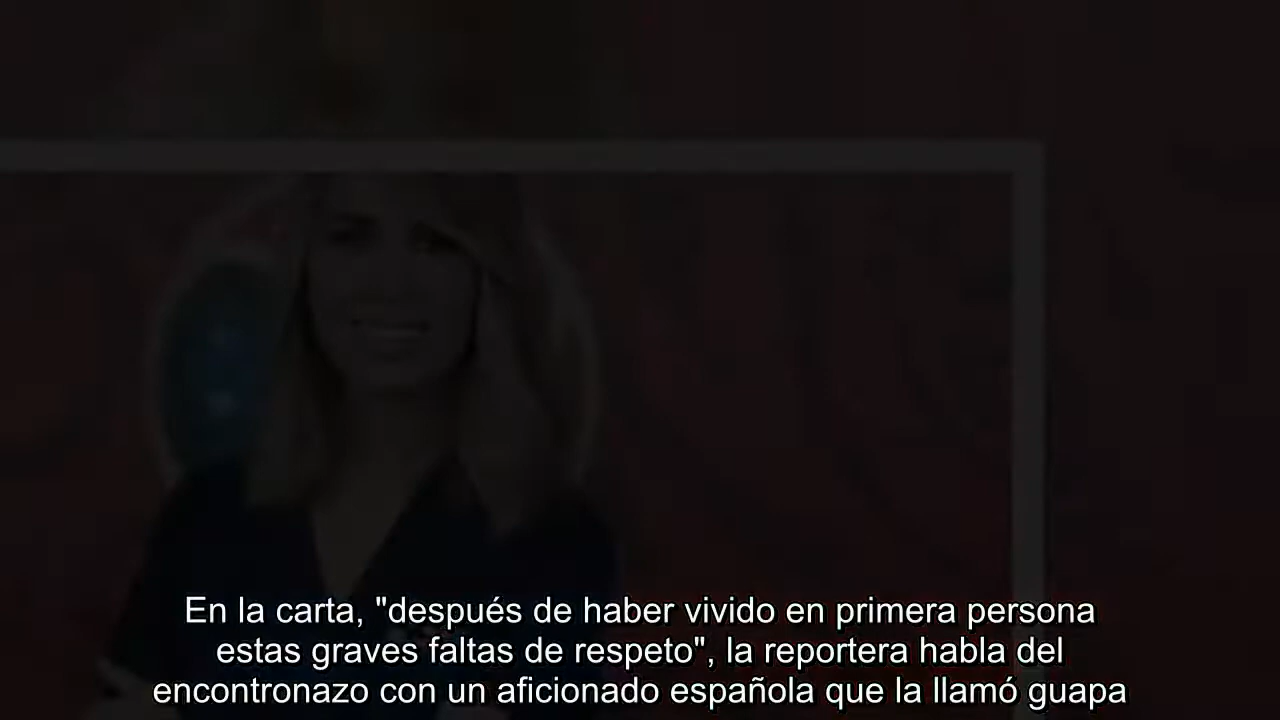 En la carta, "después de haber vivido en primera persona
estas graves faltas de respeto", la reportera habla del
encontronazo con un aficionado española que la llamó guapa